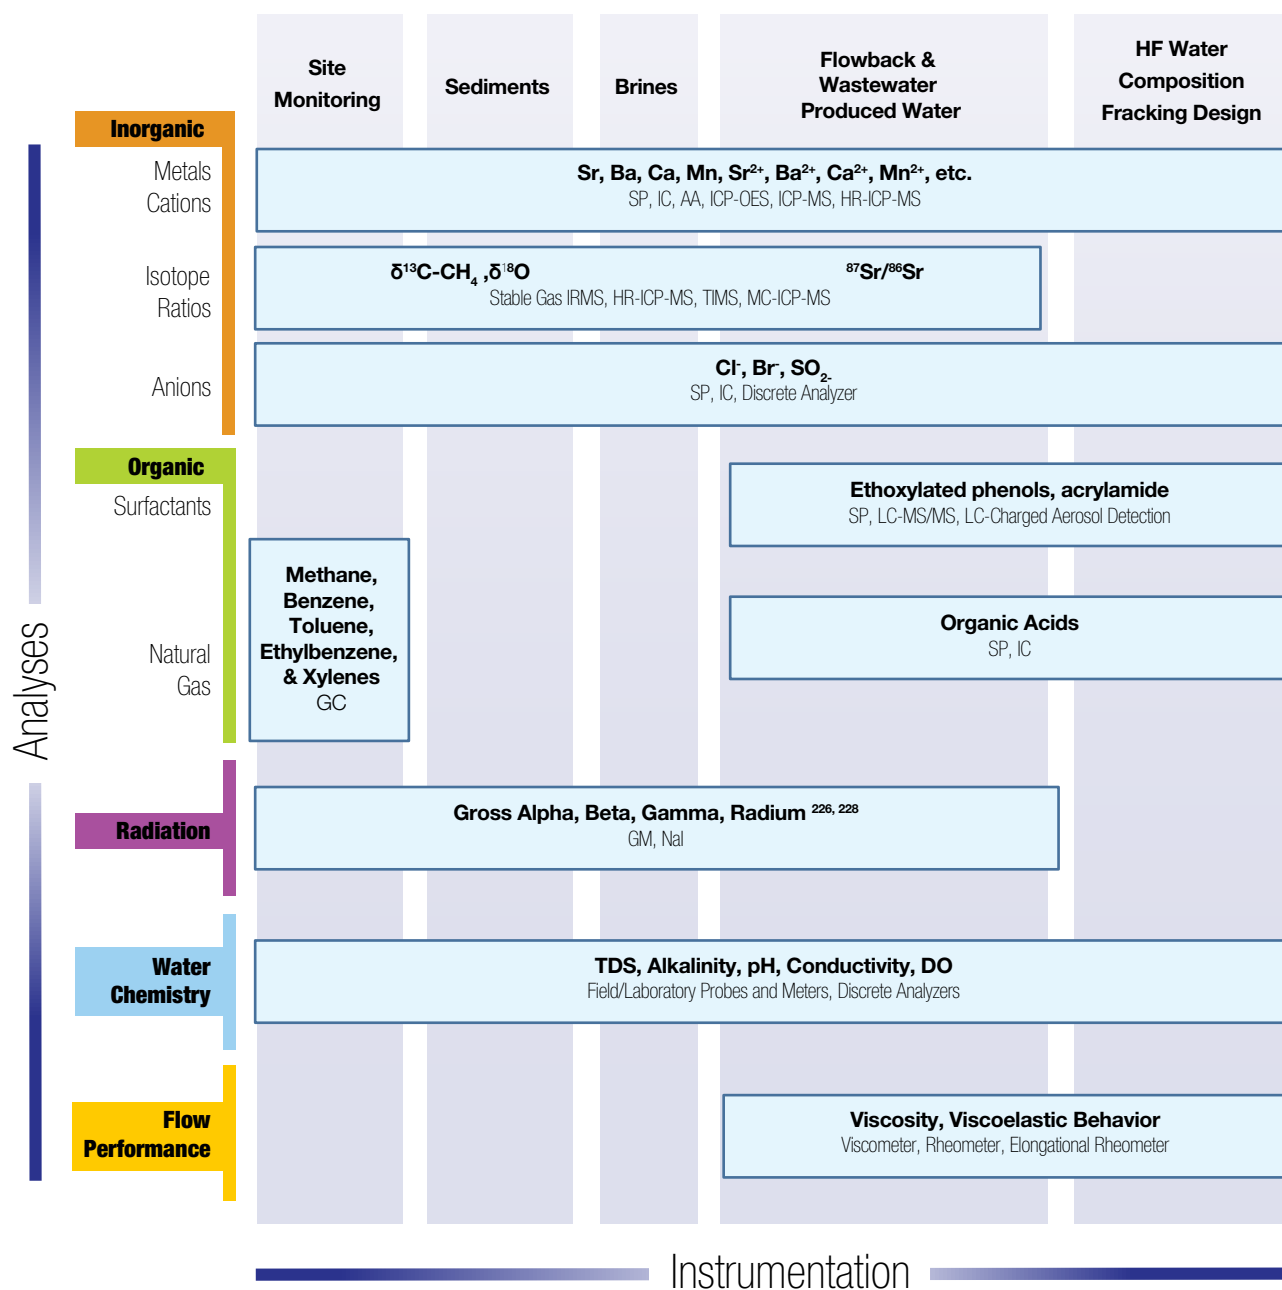 Site
Monitoring
Sediments
Brines
Flowback &
Wastewater
Produced Water
HF Water
Composition
Fracking Design
Inorganic
Metals
Cations
Sr, Ba, Ca, Mn, Sr²⁺, Ba²⁺, Ca²⁺, Mn²⁺, etc.
SP, IC, AA, ICP-OES, ICP-MS, HR-ICP-MS
Isotope
Ratios
δ¹³C-CH₄ ,δ¹⁸O
⁸⁷Sr/⁸⁶Sr
Stable Gas IRMS, HR-ICP-MS, TIMS, MC-ICP-MS
Anions
Cl⁻, Br⁻, SO₂₋
SP, IC, Discrete Analyzer
Organic
Surfactants
Ethoxylated phenols, acrylamide
SP, LC-MS/MS, LC-Charged Aerosol Detection
Natural
Gas
Methane,
Benzene,
Toluene,
Ethylbenzene,
& Xylenes
GC
Organic Acids
SP, IC
Radiation
Gross Alpha, Beta, Gamma, Radium ²²⁶, ²²⁸
GM, NaI
Water
Chemistry
TDS, Alkalinity, pH, Conductivity, DO
Field/Laboratory Probes and Meters, Discrete Analyzers
Flow
Performance
Viscosity, Viscoelastic Behavior
Viscometer, Rheometer, Elongational Rheometer
Analyses
Instrumentation